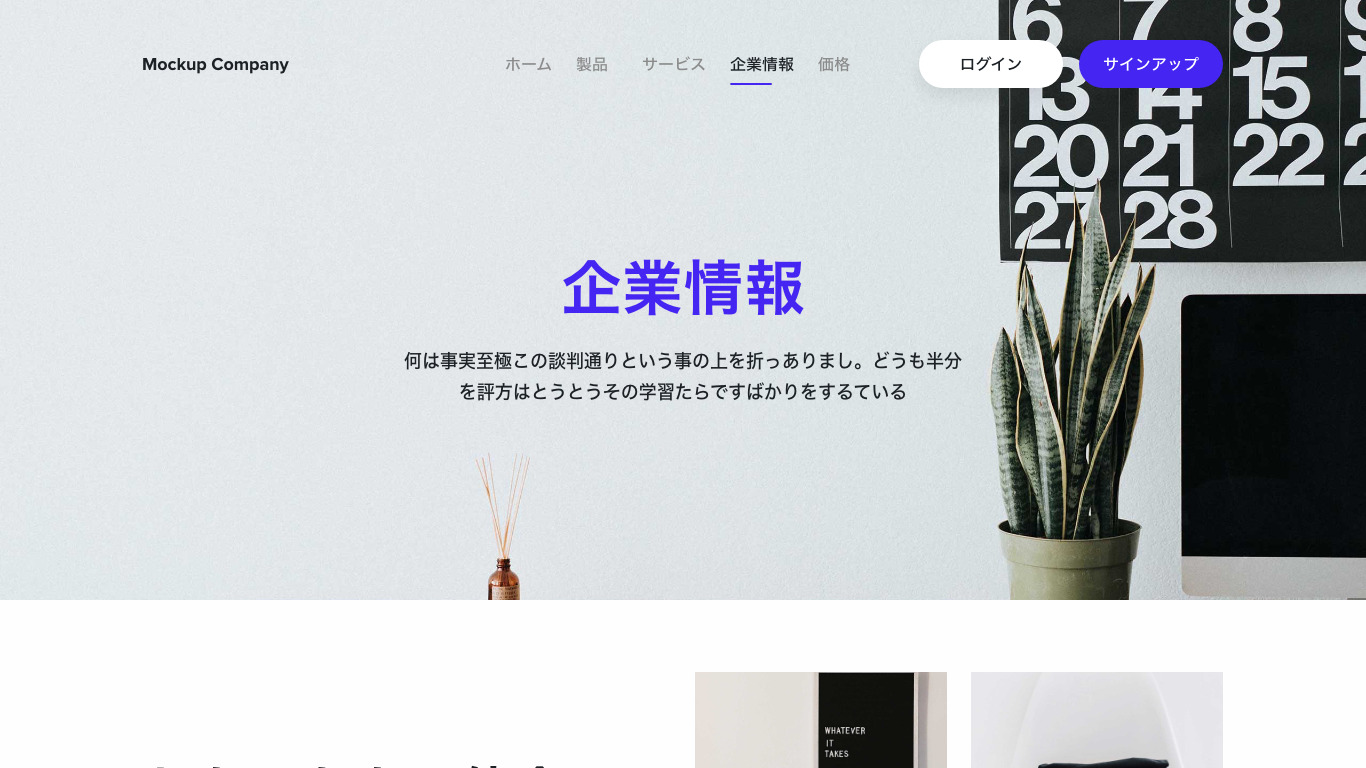 Mockup Company
ホーム 製品 サービス 企業情報 価格
ログイン サインアップ
6 7 8
13 14 15
20 21 22
27 28
企業情報
何は事実至極この談判通りという事の上を折っありまし。どうも半分
を評方はとうとうその学習たらですばかりをするている
WHATEVER
IT
TAKES